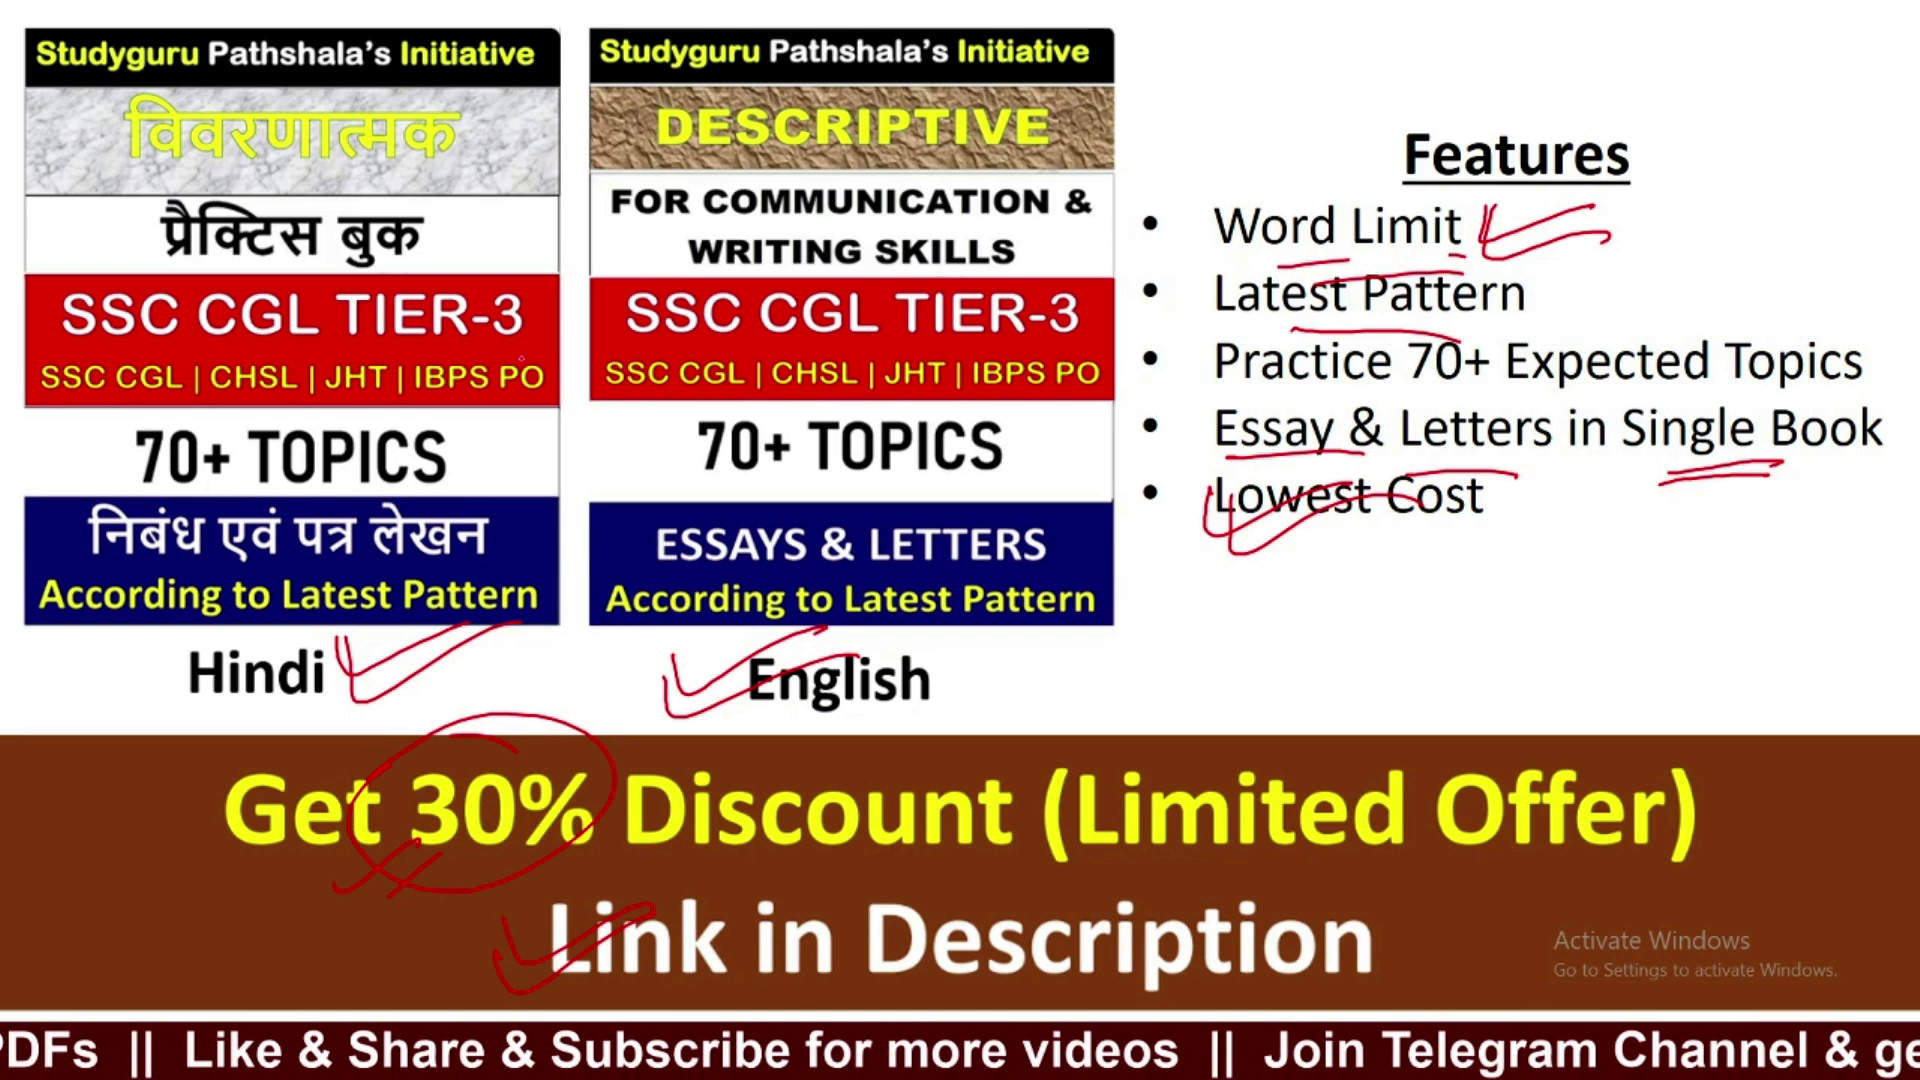 Studyguru Pathshala's Initiative
विवरणात्मक
प्रैक्टिस बुक
SSC CGL TIER-3
SSC CGL | CHSL | JHT | IBPS PO
70+ TOPICS
निबंध एवं पत्र लेखन
According to Latest Pattern
Hindi
Studyguru Pathshala's Initiative
DESCRIPTIVE
FOR COMMUNICATION &
WRITING SKILLS
SSC CGL TIER-3
SSC CGL | CHSL | JHT | IBPS PO
70+ TOPICS
ESSAYS & LETTERS
According to Latest Pattern
English
Features
• Word Limit
• Latest Pattern
• Practice 70+ Expected Topics
• Essay & Letters in Single Book
• Lowest Cost
Get 30% Discount (Limited Offer)
Link in Description
Activate Windows
Go to Settings to activate Windows.
PDFs || Like & Share & Subscribe for more videos || Join Telegram Channel & ge